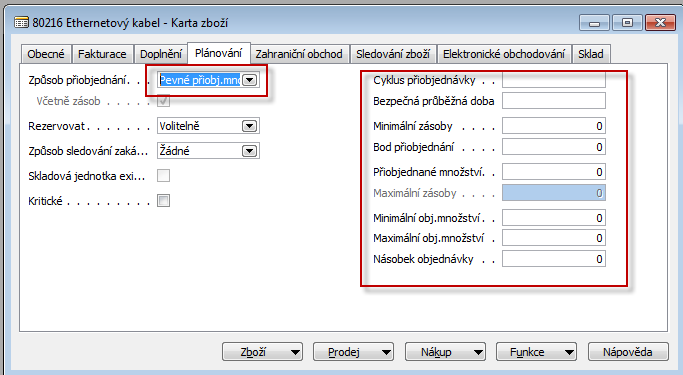 80216 Ethernetový kabel - Karta zboží
Obecné Fakturace Doplnění Plánování Zahraniční obchod Sledování zboží Elektronické obchodování Sklad
Způsob přiobjednání. . . Pevné přiobj.mno
Včetně zásob . . . . . .
Rezervovat . . . . . . . Volitelně
Způsob sledování zaká... Žádné
Skladová jednotka exi...
Kritické . . . . . . . . .
Cyklus přiobjednávky . .
Bezpečná průběžná doba
Minimální zásoby . . . . 0
Bod přiobjednání . . . . 0
Přiobjednané množství. . 0
Maximální zásoby . . . . 0
Minimální obj.množství . . 0
Maximální obj.množství . 0
Násobek objednávky . . 0
Zboží Prodej Nákup Funkce Nápověda